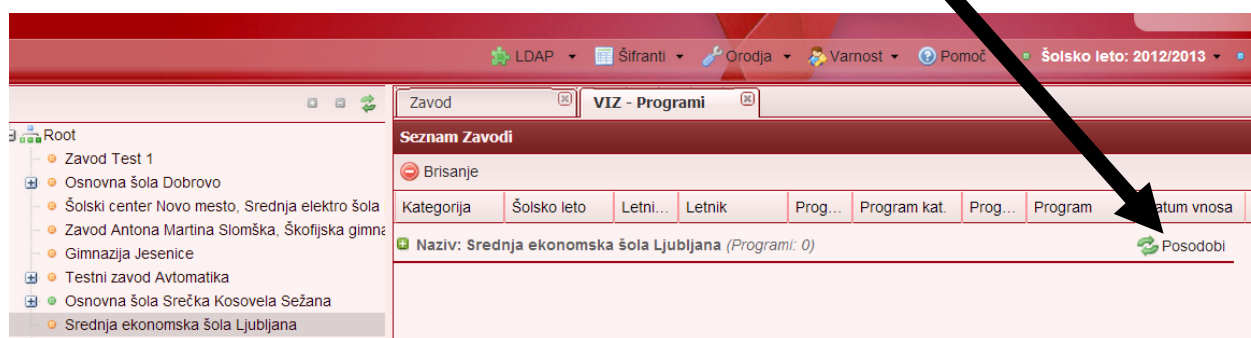 LDAP Šifranti Orodja Varnost Pomoč Šolsko leto: 2012/2013
Zavod VIZ - Programi
Root
Zavod Test 1
Osnovna šola Dobrovo
Šolski center Novo mesto, Srednja elektro šola
Zavod Antona Martina Slomška, Škofijska gimna
Gimnazija Jesenice
Testni zavod Avtomatika
Osnovna šola Srečka Kosovela Sežana
Srednja ekonomska šola Ljubljana
Seznam Zavodi
Brisanje
Kategorija Šolsko leto Letni... Letnik Prog... Program kat. Prog... Program atum vnosa
Naziv: Srednja ekonomska šola Ljubljana (Programi: 0) Posodobi